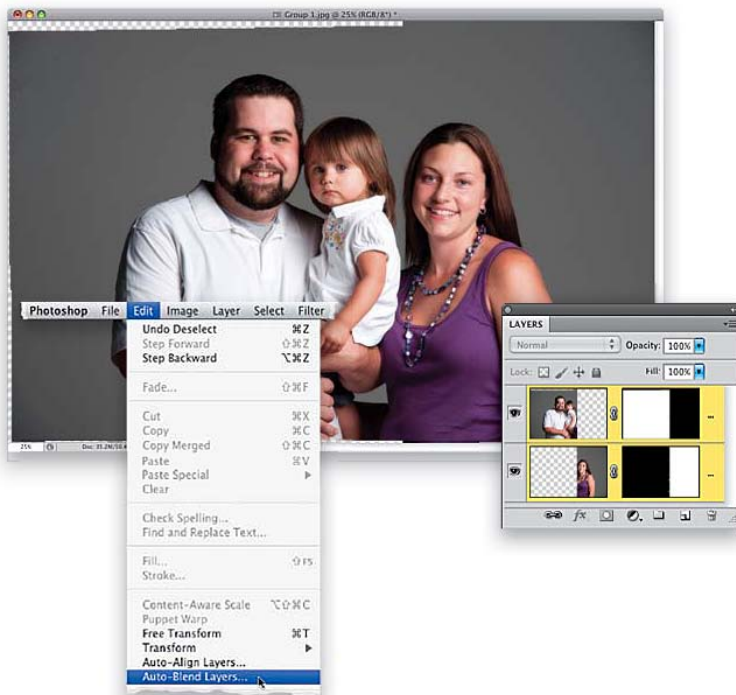 Group 1.jpg @ 25% (RGB/8*) *
Photoshop File Edit Image Layer Select Filter
Undo Deselect ⌘Z
Step Forward ⇧⌘Z
Step Backward ⌥⌘Z
Fade... ⇧⌘F
Cut ⌘X
Copy ⌘C
Copy Merged ⇧⌘C
Paste ⌘V
Paste Special
Clear
Check Spelling...
Find and Replace Text...
Fill... ⇧F5
Stroke...
Content-Aware Scale ⌥⇧⌘C
Puppet Warp
Free Transform ⌘T
Transform
Auto-Align Layers...
Auto-Blend Layers...
25% Doc:
LAYERS
Normal Opacity: 100%
Lock: Fill: 100%
...
...
fx